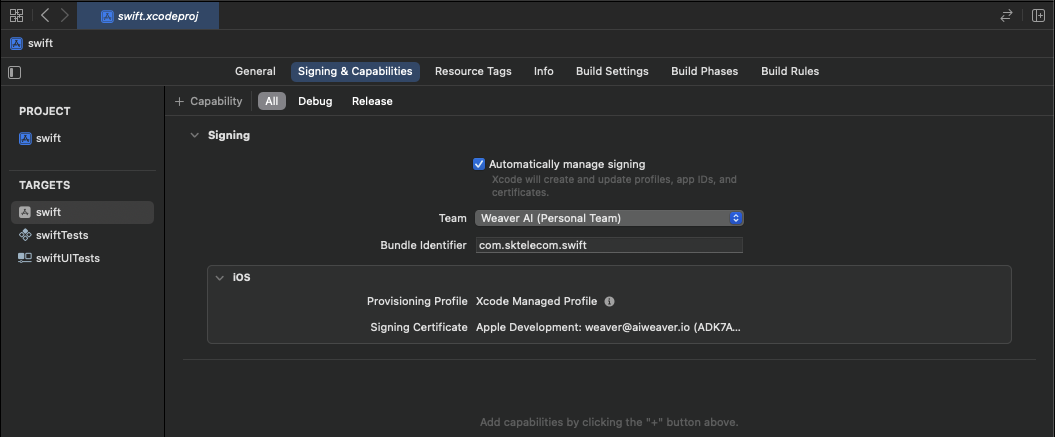 swift.xcodeproj
swift
General Signing & Capabilities Resource Tags Info Build Settings Build Phases Build Rules
+ Capability All Debug Release
PROJECT
swift
TARGETS
swift
swiftTests
swiftUITests
Signing
Automatically manage signing
Xcode will create and update profiles, app IDs, and
certificates.
Team Weaver AI (Personal Team)
Bundle Identifier com.sktelecom.swift
iOS
Provisioning Profile Xcode Managed Profile
Signing Certificate Apple Development: weaver@aiweaver.io (ADK7A...
Add capabilities by clicking the "+" button above.